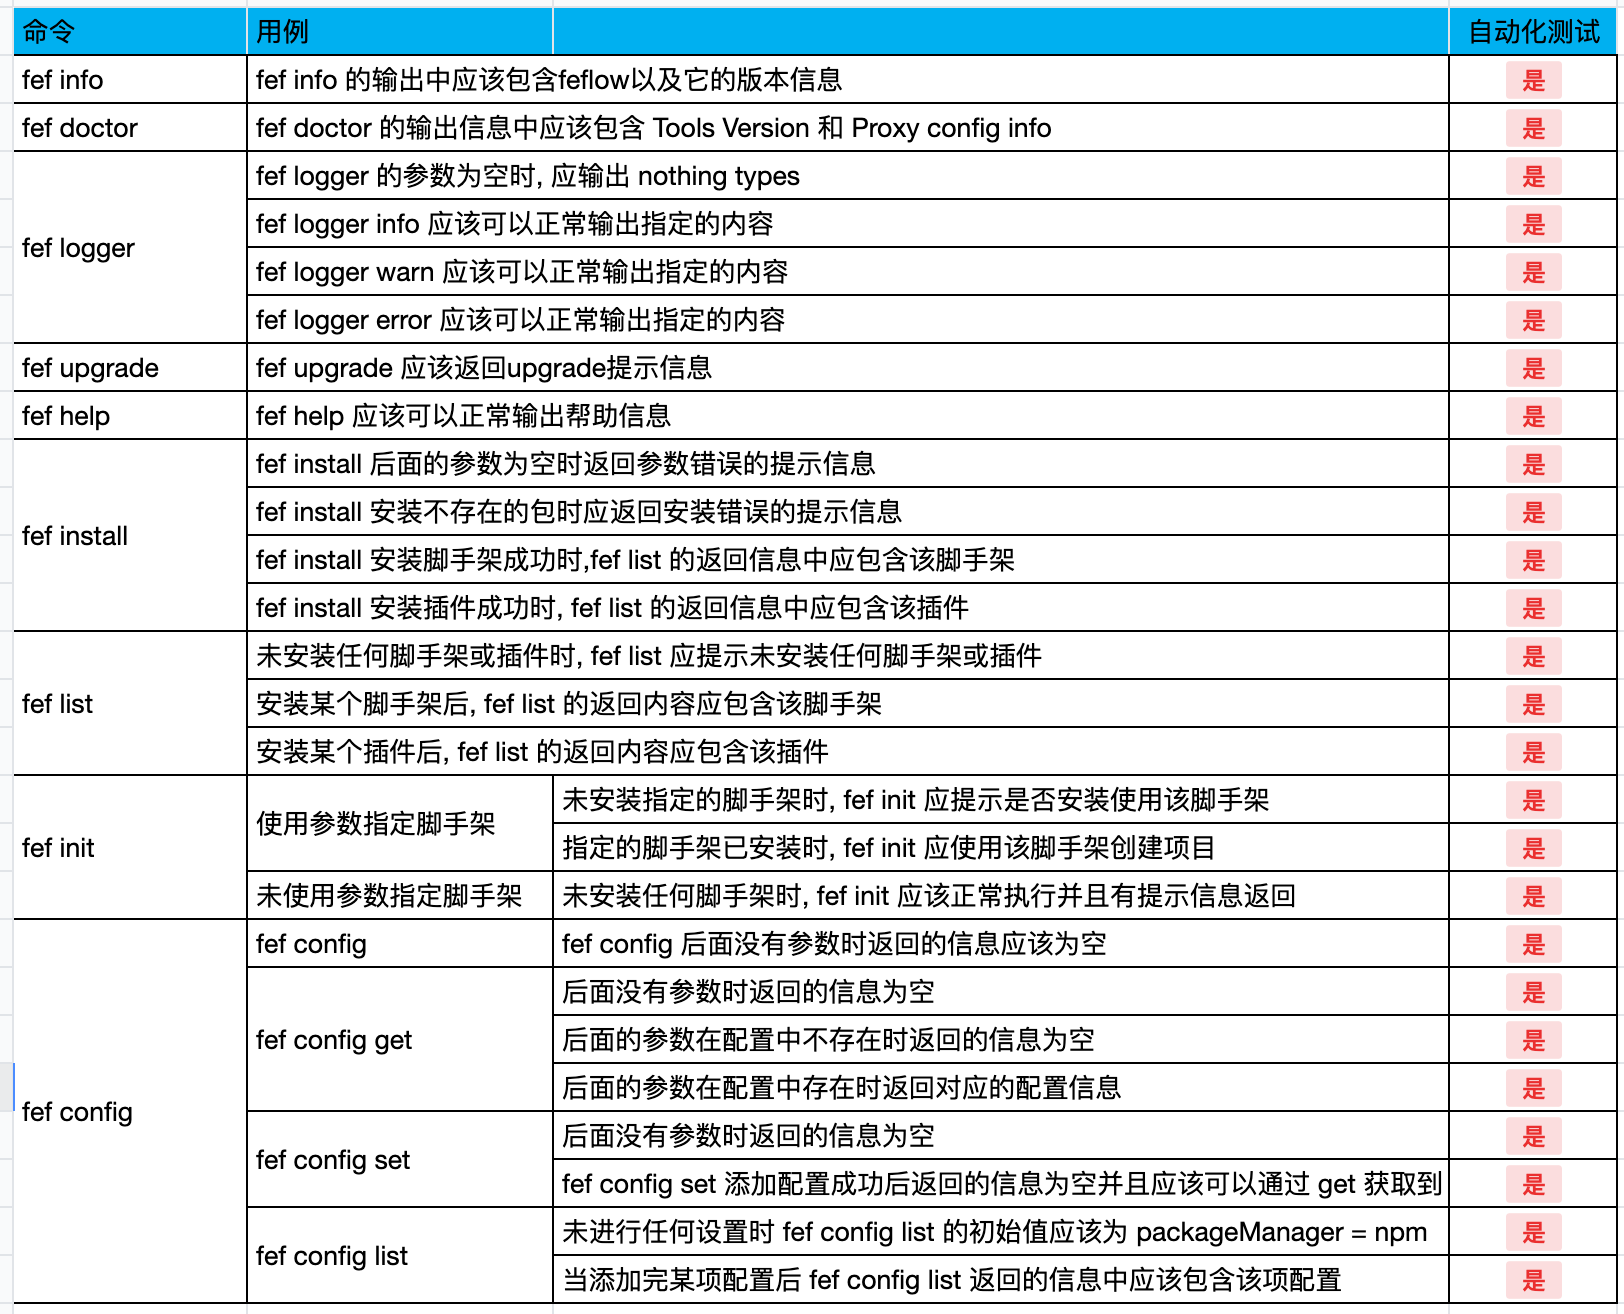 命令 用例 自动化测试
fef info fef info 的输出中应该包含feflow以及它的版本信息 是
fef doctor fef doctor 的输出信息中应该包含 Tools Version 和 Proxy config info 是
fef logger fef logger 的参数为空时, 应输出 nothing types 是
fef logger info 应该可以正常输出指定的内容 是
fef logger warn 应该可以正常输出指定的内容 是
fef logger error 应该可以正常输出指定的内容 是
fef upgrade fef upgrade 应该返回upgrade提示信息 是
fef help fef help 应该可以正常输出帮助信息 是
fef install fef install 后面的参数为空时返回参数错误的提示信息 是
fef install 安装不存在的包时应返回安装错误的提示信息 是
fef install 安装脚手架成功时,fef list 的返回信息中应包含该脚手架 是
fef install 安装插件成功时, fef list 的返回信息中应包含该插件 是
fef list 未安装任何脚手架或插件时, fef list 应提示未安装任何脚手架或插件 是
安装某个脚手架后, fef list 的返回内容应包含该脚手架 是
安装某个插件后, fef list 的返回内容应包含该插件 是
fef init 使用参数指定脚手架 未安装指定的脚手架时, fef init 应提示是否安装使用该脚手架 是
指定的脚手架已安装时, fef init 应使用该脚手架创建项目 是
未使用参数指定脚手架 未安装任何脚手架时, fef init 应该正常执行并且有提示信息返回 是
fef config fef config fef config 后面没有参数时返回的信息应该为空 是
fef config get 后面没有参数时返回的信息为空 是
后面的参数在配置中不存在时返回的信息为空 是
后面的参数在配置中存在时返回对应的配置信息 是
fef config set 后面没有参数时返回的信息为空 是
fef config set 添加配置成功后返回的信息为空并且应该可以通过 get 获取到 是
fef config list 未进行任何设置时 fef config list 的初始值应该为 packageManager = npm 是
当添加完某项配置后 fef config list 返回的信息中应该包含该项配置 是